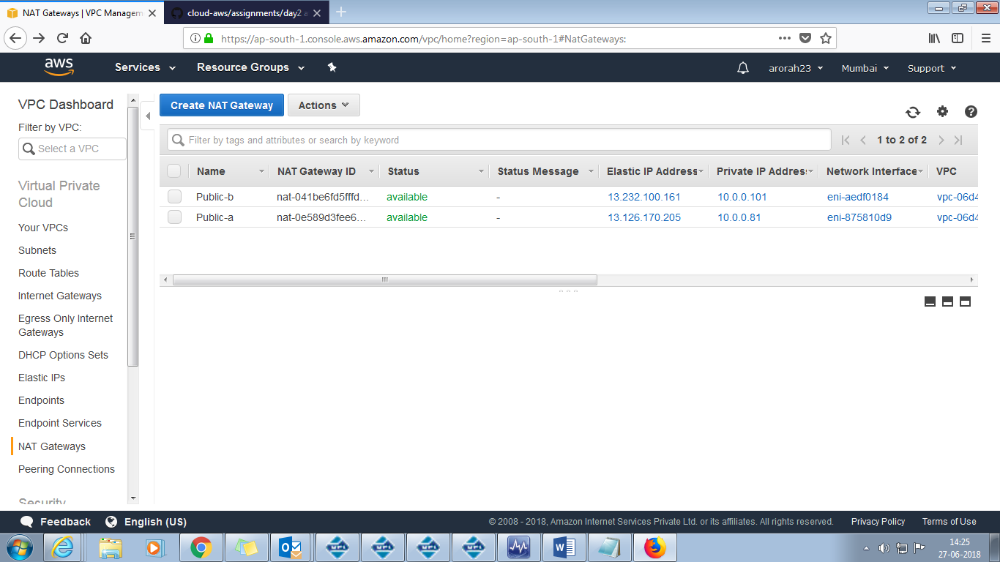 NAT Gateways | VPC Managem
cloud-aws/assignments/day2 a
https://ap-south-1.console.aws.amazon.com/vpc/home?region=ap-south-1#NatGateways:
aws
Services
Resource Groups
arorah23
Mumbai
Support
VPC Dashboard
Filter by VPC:
Select a VPC
Virtual Private
Cloud
Your VPCs
Subnets
Route Tables
Internet Gateways
Egress Only Internet
Gateways
DHCP Options Sets
Elastic IPs
Endpoints
Endpoint Services
NAT Gateways
Peering Connections
Security
Create NAT Gateway
Actions
Filter by tags and attributes or search by keyword
1 to 2 of 2
Name NAT Gateway ID Status Status Message Elastic IP Address Private IP Addres Network Interface VPC
Public-b nat-041be6fd5fffd... available - 13.232.100.161 10.0.0.101 eni-aedf0184 vpc-06d4
Public-a nat-0e589d3fee6... available - 13.126.170.205 10.0.0.81 eni-875810d9 vpc-06d4
Feedback
English (US)
© 2008 - 2018, Amazon Internet Services Private Ltd. or its affiliates. All rights reserved.
Privacy Policy
Terms of Use
UPL UPL UPL UPL
14:25
27-06-2018